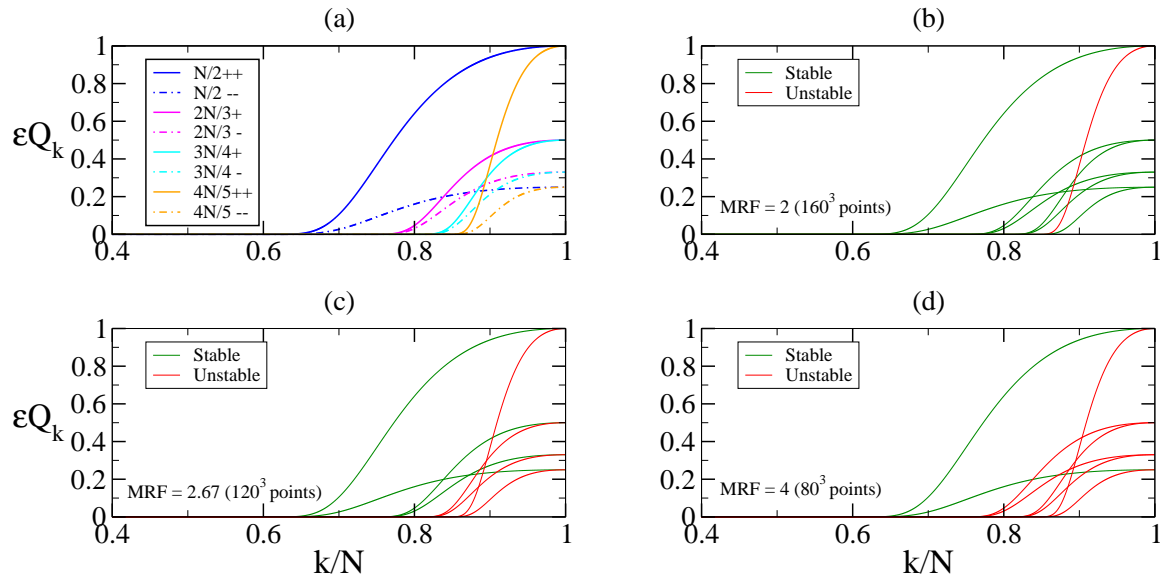 (a)
1
0.8
0.6
0.4
0.2
0
εQk
N/2++
N/2 --
2N/3+
2N/3 -
3N/4+
3N/4 -
4N/5++
4N/5 --
0.4 0.6 0.8 1
(b)
1
0.8
0.6
0.4
0.2
0
Stable
Unstable
MRF = 2 (160³ points)
0.4 0.6 0.8 1
(c)
1
0.8
0.6
0.4
0.2
0
εQk
Stable
Unstable
MRF = 2.67 (120³ points)
0.4 0.6 0.8 1
k/N
(d)
1
0.8
0.6
0.4
0.2
0
Stable
Unstable
MRF = 4 (80³ points)
0.4 0.6 0.8 1
k/N